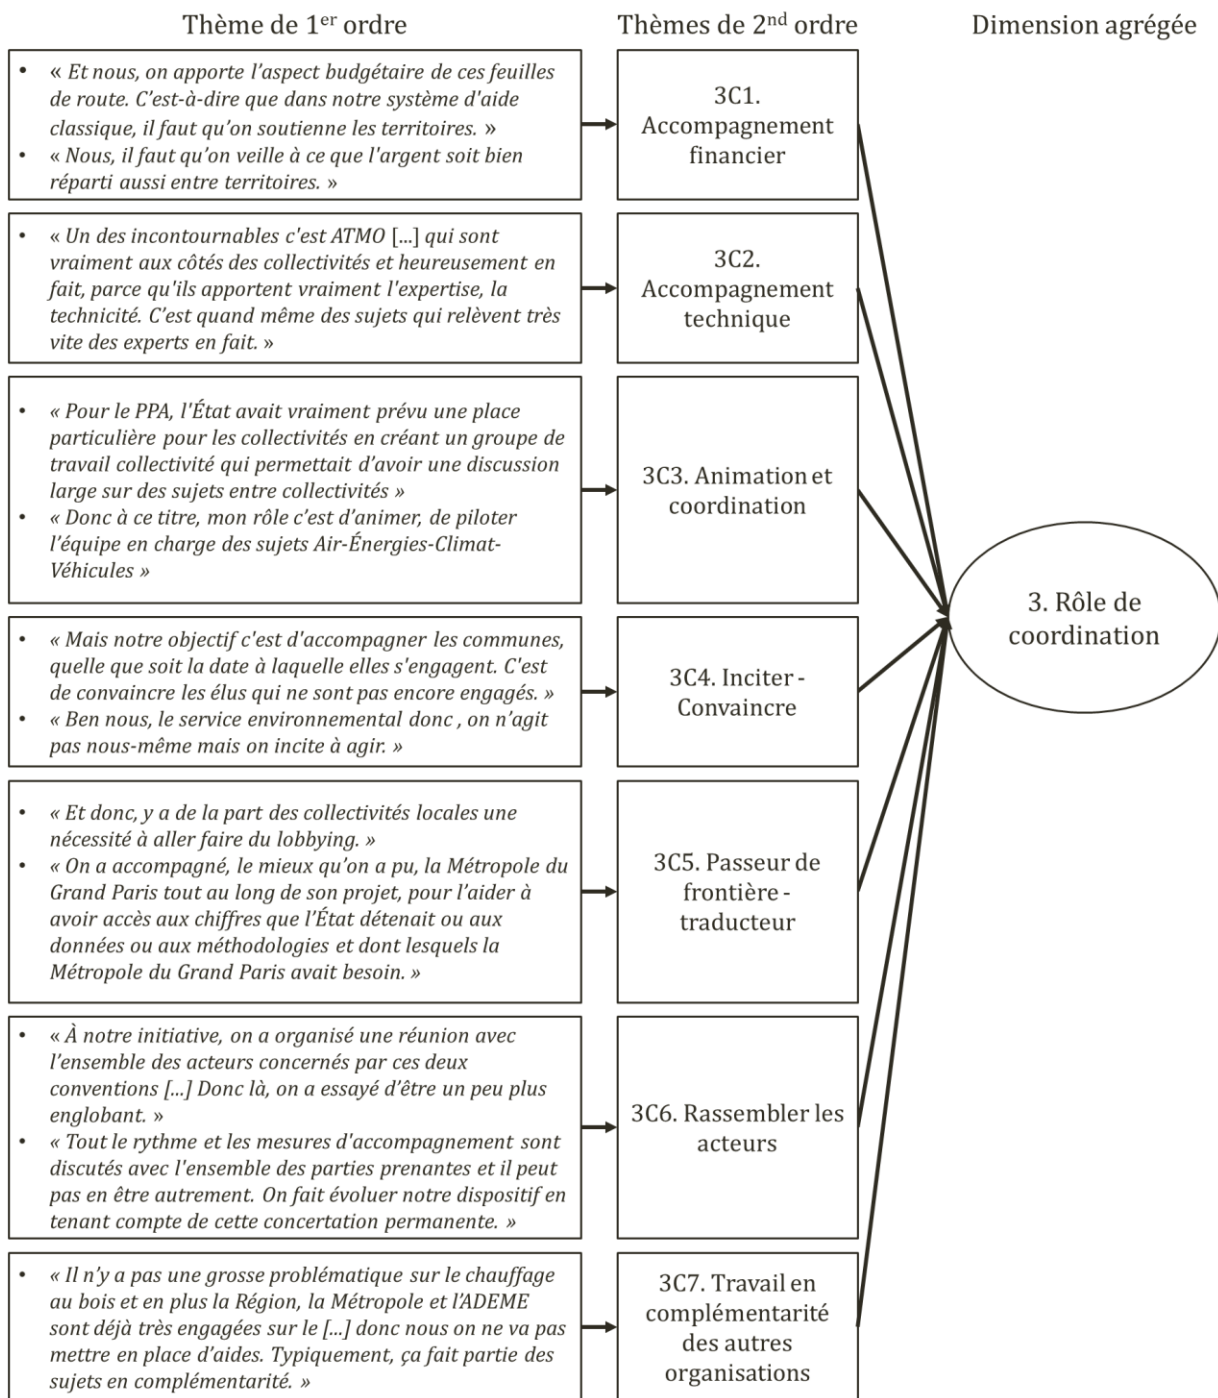 Thème de 1er ordre
Thèmes de 2nd ordre
Dimension agrégée
• « Et nous, on apporte l'aspect budgétaire de ces feuilles
de route. C'est-à-dire que dans notre système d'aide
classique, il faut qu'on soutienne les territoires. »
• « Nous, il faut qu'on veille à ce que l'argent soit bien
réparti aussi entre territoires. »
3C1.
Accompagnement
financier
• « Un des incontournables c'est ATMO [...] qui sont
vraiment aux côtés des collectivités et heureusement en
fait, parce qu'ils apportent vraiment l'expertise, la
technicité. C'est quand même des sujets qui relèvent très
vite des experts en fait. »
3C2.
Accompagnement
technique
• « Pour le PPA, l'État avait vraiment prévu une place
particulière pour les collectivités en créant un groupe de
travail collectivité qui permettait d'avoir une discussion
large sur des sujets entre collectivités »
• « Donc à ce titre, mon rôle c'est d'animer, de piloter
l'équipe en charge des sujets Air-Énergies-Climat-
Véhicules »
3C3. Animation et
coordination
• « Mais notre objectif c'est d'accompagner les communes,
quelle que soit la date à laquelle elles s'engagent. C'est
de convaincre les élus qui ne sont pas encore engagés. »
• « Ben nous, le service environnemental donc , on n'agit
pas nous-même mais on incite à agir. »
3C4. Inciter -
Convaincre
3. Rôle de
coordination
• « Et donc, y a de la part des collectivités locales une
nécessité à aller faire du lobbying. »
• « On a accompagné, le mieux qu'on a pu, la Métropole du
Grand Paris tout au long de son projet, pour l'aider à
avoir accès aux chiffres que l'État détenait ou aux
données ou aux méthodologies et dont lesquels la
Métropole du Grand Paris avait besoin. »
3C5. Passeur de
frontière -
traducteur
• « À notre initiative, on a organisé une réunion avec
l'ensemble des acteurs concernés par ces deux
conventions [...] Donc là, on a essayé d'être un peu plus
englobant. »
• « Tout le rythme et les mesures d'accompagnement sont
discutés avec l'ensemble des parties prenantes et il peut
pas en être autrement. On fait évoluer notre dispositif en
tenant compte de cette concertation permanente. »
3C6. Rassembler les
acteurs
• « Il n'y a pas une grosse problématique sur le chauffage
au bois et en plus la Région, la Métropole et l'ADEME
sont déjà très engagées sur le [...] donc nous on ne va pas
mettre en place d'aides. Typiquement, ça fait partie des
sujets en complémentarité. »
3C7. Travail en
complémentarité
des autres
organisations